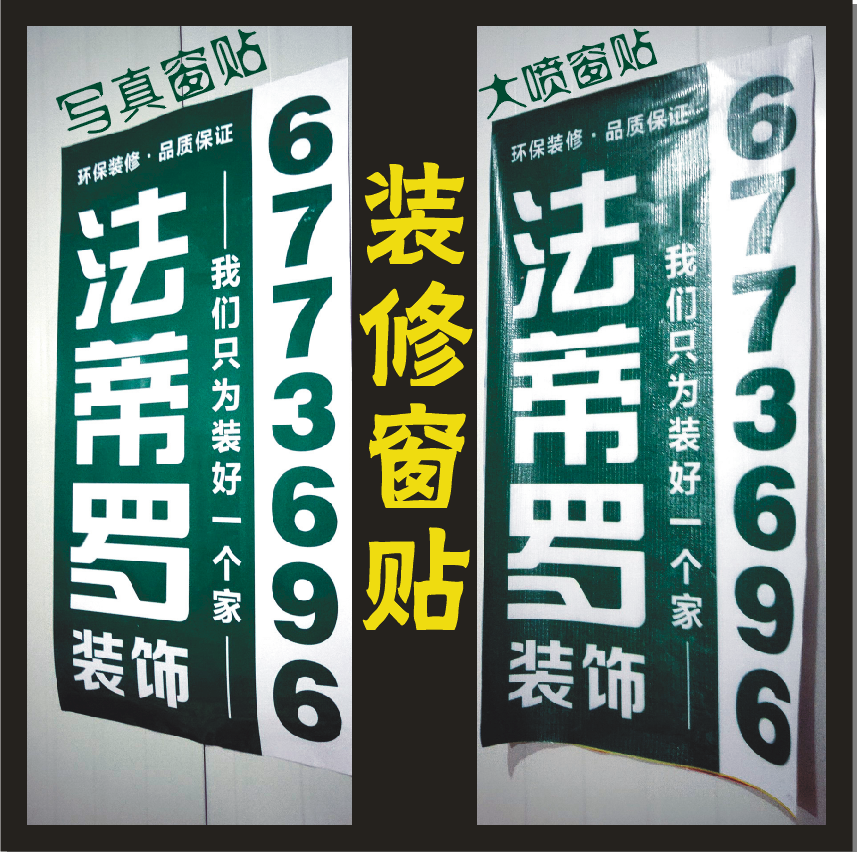 写真窗贴
环保装修·品质保证
法蒂罗
装饰
——我们只为装好一个家——
6773696
装修窗贴
大喷窗贴
环保装修·品质保证
法蒂罗
装饰
——我们只为装好一个家——
6773696